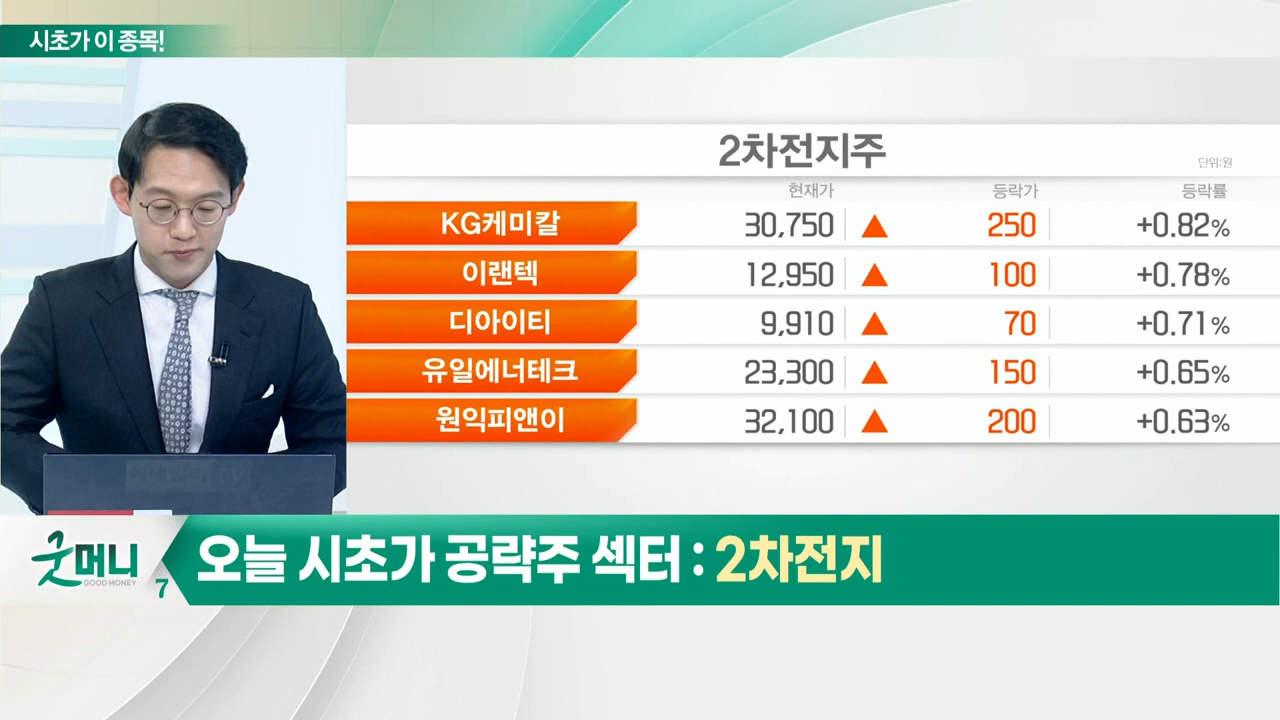 시초가 이 종목!
2차전지주
단위:원
현재가 등락가 등락률
KG케미칼 30,750 ▲ 250 +0.82%
이랜텍 12,950 ▲ 100 +0.78%
디아이티 9,910 ▲ 70 +0.71%
유일에너테크 23,300 ▲ 150 +0.65%
원익피앤이 32,100 ▲ 200 +0.63%
굿머니
GOOD MONEY
7
오늘 시초가 공략주 섹터 : 2차전지